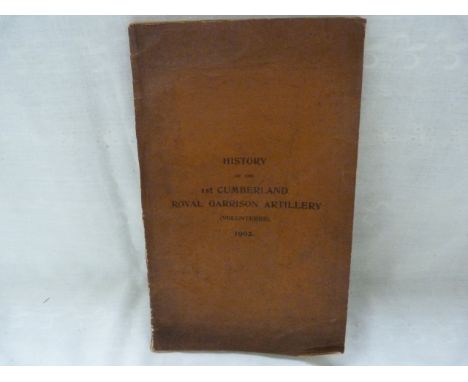 HISTORY
OF THE
1st CUMBERLAND
ROYAL GARRISON ARTILLERY
(VOLUNTEERS),
1902.